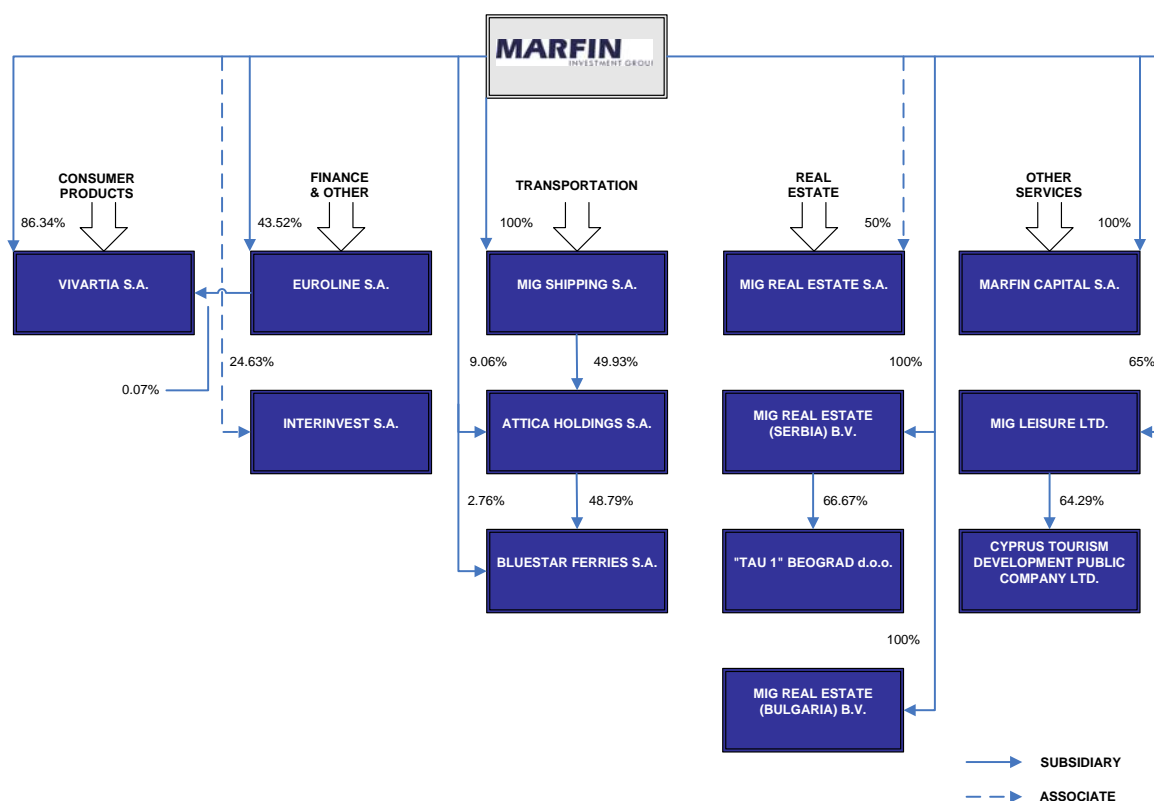 MARFIN
INVESTMENT GROUP
CONSUMER
PRODUCTS
FINANCE
& OTHER
TRANSPORTATION
REAL
ESTATE
OTHER
SERVICES
86.34%
43.52%
100%
50%
100%
VIVARTIA S.A.
EUROLINE S.A.
MIG SHIPPING S.A.
MIG REAL ESTATE S.A.
MARFIN CAPITAL S.A.
24.63%
9.06%
49.93%
100%
65%
0.07%
INTERINVEST S.A.
ATTICA HOLDINGS S.A.
MIG REAL ESTATE
(SERBIA) B.V.
MIG LEISURE LTD.
2.76%
48.79%
66.67%
64.29%
BLUESTAR FERRIES S.A.
"TAU 1" BEOGRAD d.o.o.
CYPRUS TOURISM
DEVELOPMENT PUBLIC
COMPANY LTD.
100%
MIG REAL ESTATE
(BULGARIA) B.V.
SUBSIDIARY
ASSOCIATE